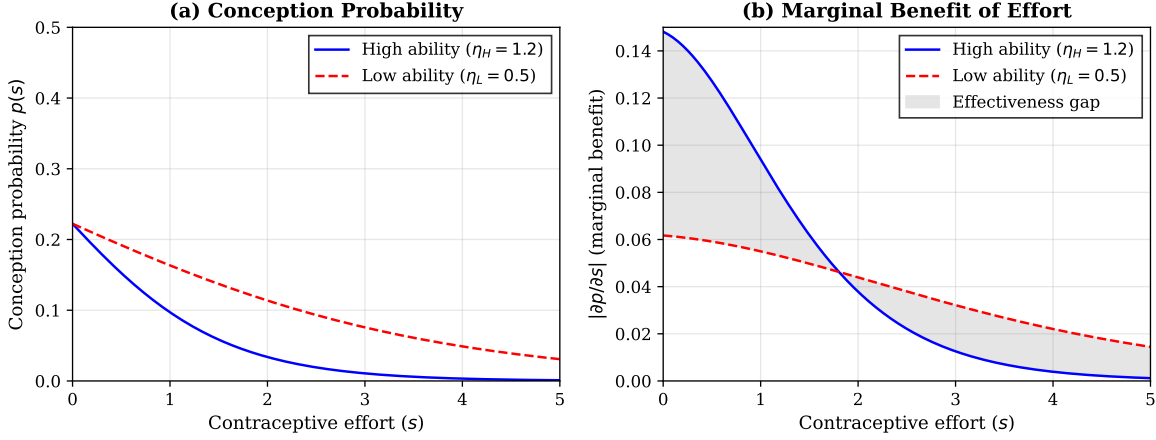 (a) Conception Probability
Conception probability p(s)
0.5
0.4
0.3
0.2
0.1
0.0
High ability (η_H = 1.2)
Low ability (η_L = 0.5)
0 1 2 3 4 5
Contraceptive effort (s)
(b) Marginal Benefit of Effort
|∂p/∂s| (marginal benefit)
0.14
0.12
0.10
0.08
0.06
0.04
0.02
0.00
High ability (η_H = 1.2)
Low ability (η_L = 0.5)
Effectiveness gap
0 1 2 3 4 5
Contraceptive effort (s)